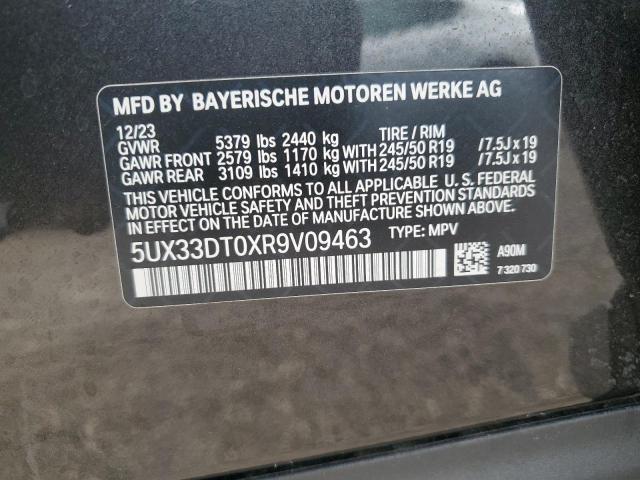 MFD BY BAYERISCHE MOTOREN WERKE AG
12/23 TIRE / RIM
GVWR 5379 lbs 2440 kg
GAWR FRONT 2579 lbs 1170 kg WITH 245/50 R19 /7.5J x 19
GAWR REAR 3109 lbs 1410 kg WITH 245/50 R19 /7.5J x 19
THIS VEHICLE CONFORMS TO ALL APPLICABLE U. S. FEDERAL
MOTOR VEHICLE SAFETY AND THEFT PREVENTION STANDARDS
IN EFFECT ON THE DATE OF MANUFACTURE SHOWN ABOVE.
5UX33DT0XR9V09463 TYPE: MPV
A90M
7 320 730